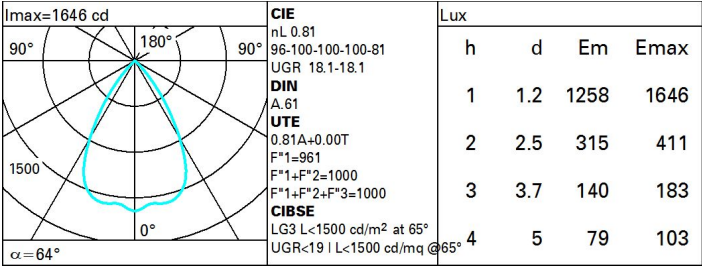 Imax=1646 cd
90°
180°
90°
1500
0°
α=64°
CIE
nL 0.81
96-100-100-100-81
UGR 18.1-18.1
DIN
A.61
UTE
0.81A+0.00T
F"1=961
F"1+F"2=1000
F"1+F"2+F"3=1000
CIBSE
LG3 L<1500 cd/m² at 65°
UGR<19 | L<1500 cd/mq @65°
Lux
h d Em Emax
1 1.2 1258 1646
2 2.5 315 411
3 3.7 140 183
4 5 79 103